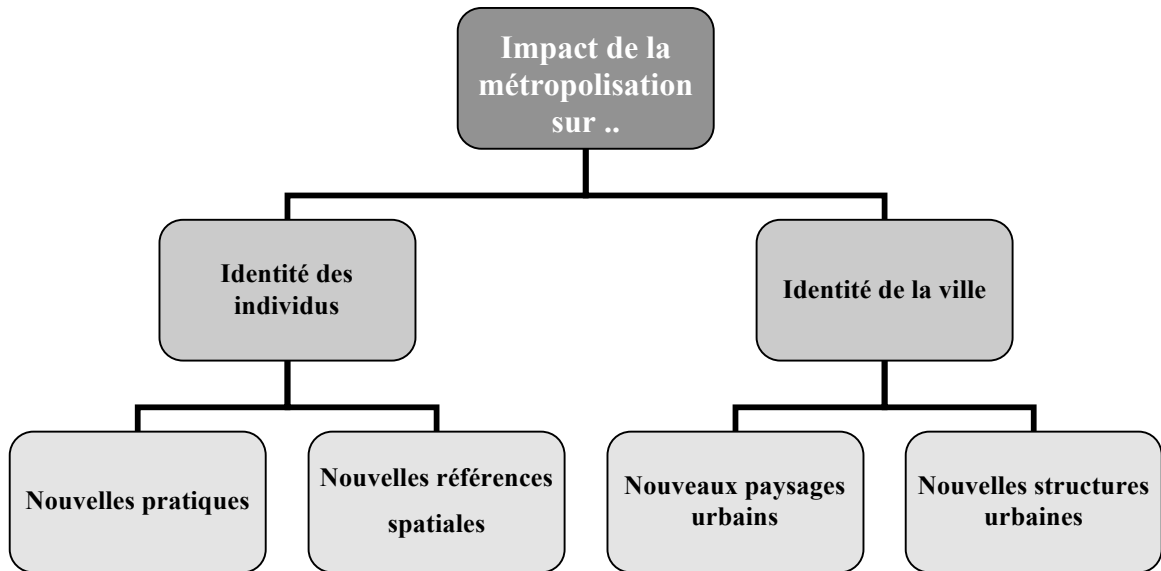 Impact de la
métropolisation
sur ..
Identité des
individus
Identité de la ville
Nouvelles pratiques
Nouvelles références
spatiales
Nouveaux paysages
urbains
Nouvelles structures
urbaines